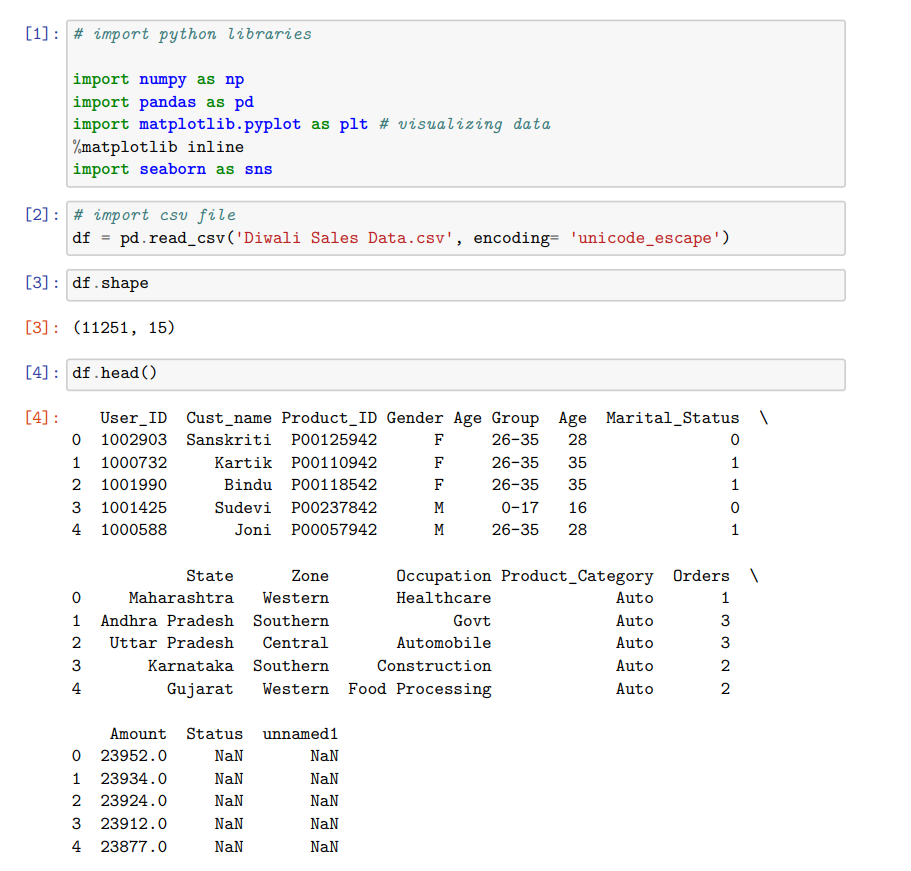 [1]: # import python libraries
import numpy as np
import pandas as pd
import matplotlib.pyplot as plt # visualizing data
%matplotlib inline
import seaborn as sns
[2]: # import csv file
df = pd.read_csv('Diwali Sales Data.csv', encoding= 'unicode_escape')
[3]: df.shape
[3]: (11251, 15)
[4]: df.head()
[4]: User_ID Cust_name Product_ID Gender Age Group Age Marital_Status \
0 1002903 Sanskriti P00125942 F 26-35 28 0
1 1000732 Kartik P00110942 F 26-35 35 1
2 1001990 Bindu P00118542 F 26-35 35 1
3 1001425 Sudevi P00237842 M 0-17 16 0
4 1000588 Joni P00057942 M 26-35 28 1
State Zone Occupation Product_Category Orders \
0 Maharashtra Western Healthcare Auto 1
1 Andhra Pradesh Southern Govt Auto 3
2 Uttar Pradesh Central Automobile Auto 3
3 Karnataka Southern Construction Auto 2
4 Gujarat Western Food Processing Auto 2
Amount Status unnamed1
0 23952.0 NaN NaN
1 23934.0 NaN NaN
2 23924.0 NaN NaN
3 23912.0 NaN NaN
4 23877.0 NaN NaN